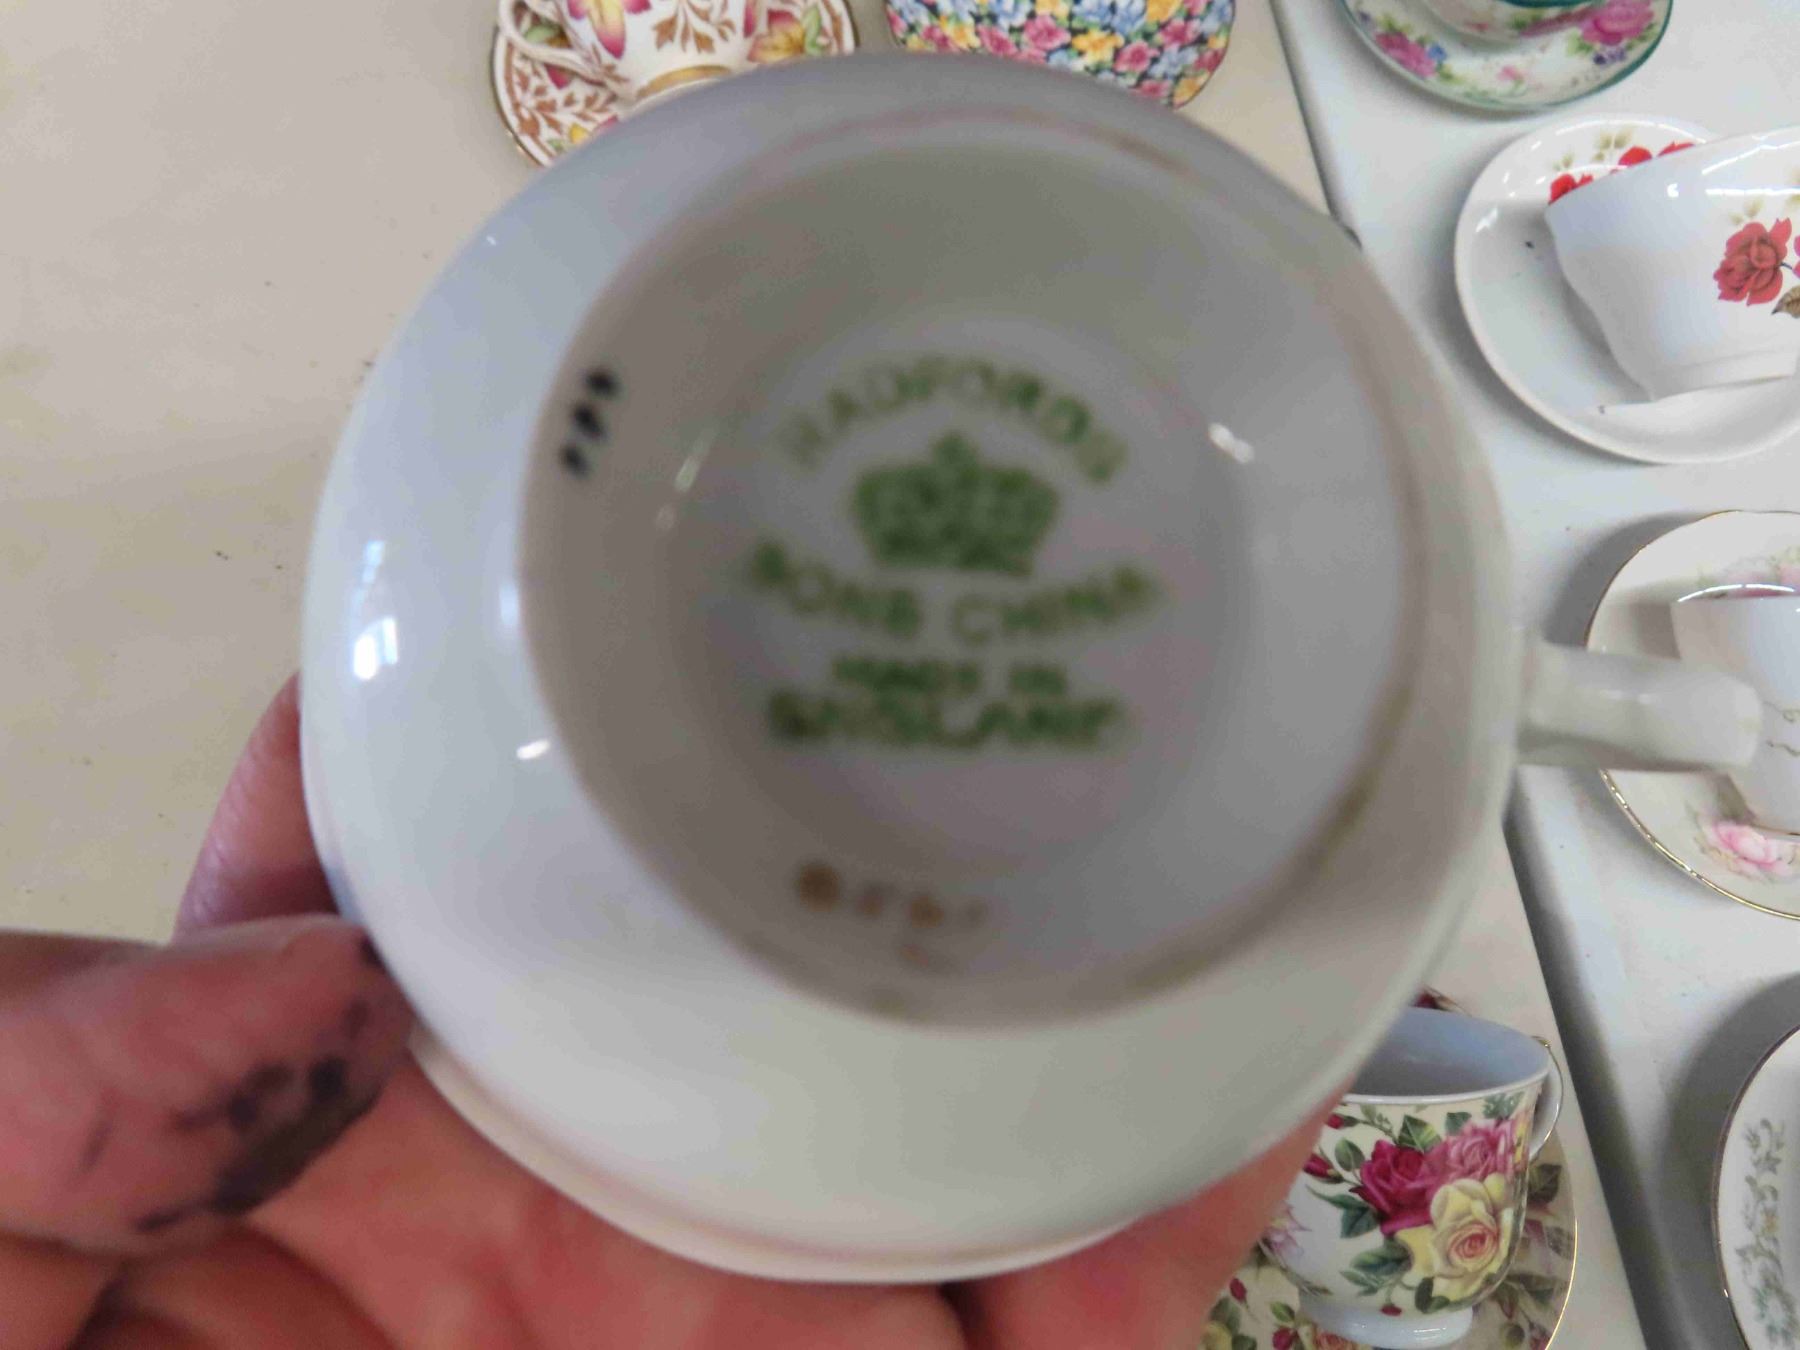 RADFORDS
BONE CHINA
MADE IN
ENGLAND